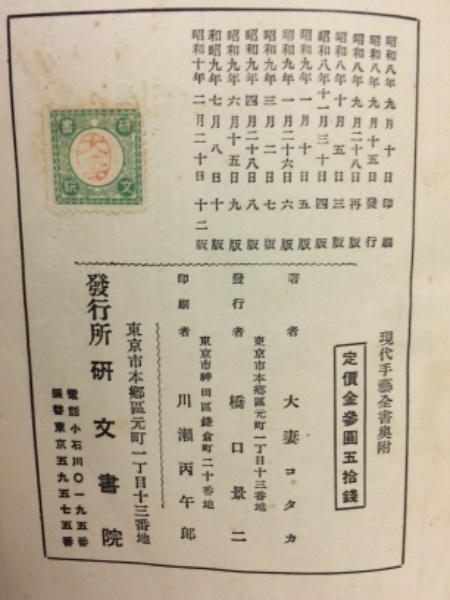 昭和八年九月十日印刷
昭和八年九月十五日發行
昭和八年九月二十八日再版
昭和八年十月五日三版
昭和八年十一月三十日四版
昭和九年一月十日五版
昭和九年一月二十六日六版
昭和九年三月二日七版
昭和九年四月二十八日八版
昭和九年六月十五日九版
和昭九年七月八日十版
昭和十年二月二十日十二版
現代手藝全書奥附
定價金參圓五拾錢
著者 大妻コタカ
東京市本郷區元町一丁目十三番地
發行者 橋口景二
東京市神田區鎌倉町二十番地
印刷者 川瀬丙午郎
東京市本郷區元町一丁目十三番地
發行所 研文書院
電話小石川〇一九五番
振替東京五九五七五番
研
書
文
院